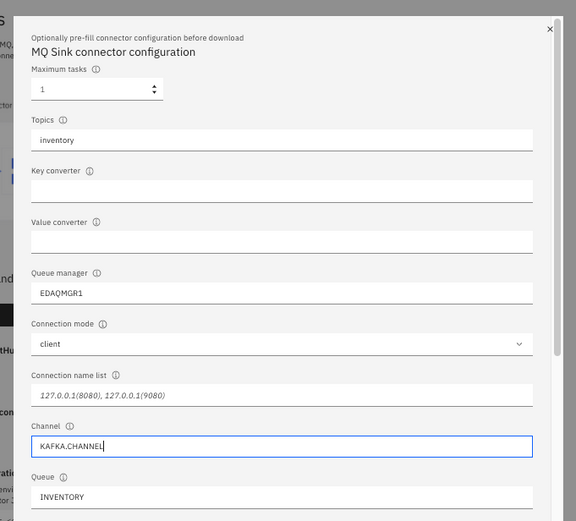 Optionally pre-fill connector configuration before download
MQ Sink connector configuration
Maximum tasks
1
Topics
inventory
Key converter
Value converter
Queue manager
EDAQMGR1
Connection mode
client
Connection name list
127.0.0.1(8080), 127.0.0.1(9080)
Channel
KAFKA.CHANNEL
Queue
INVENTORY